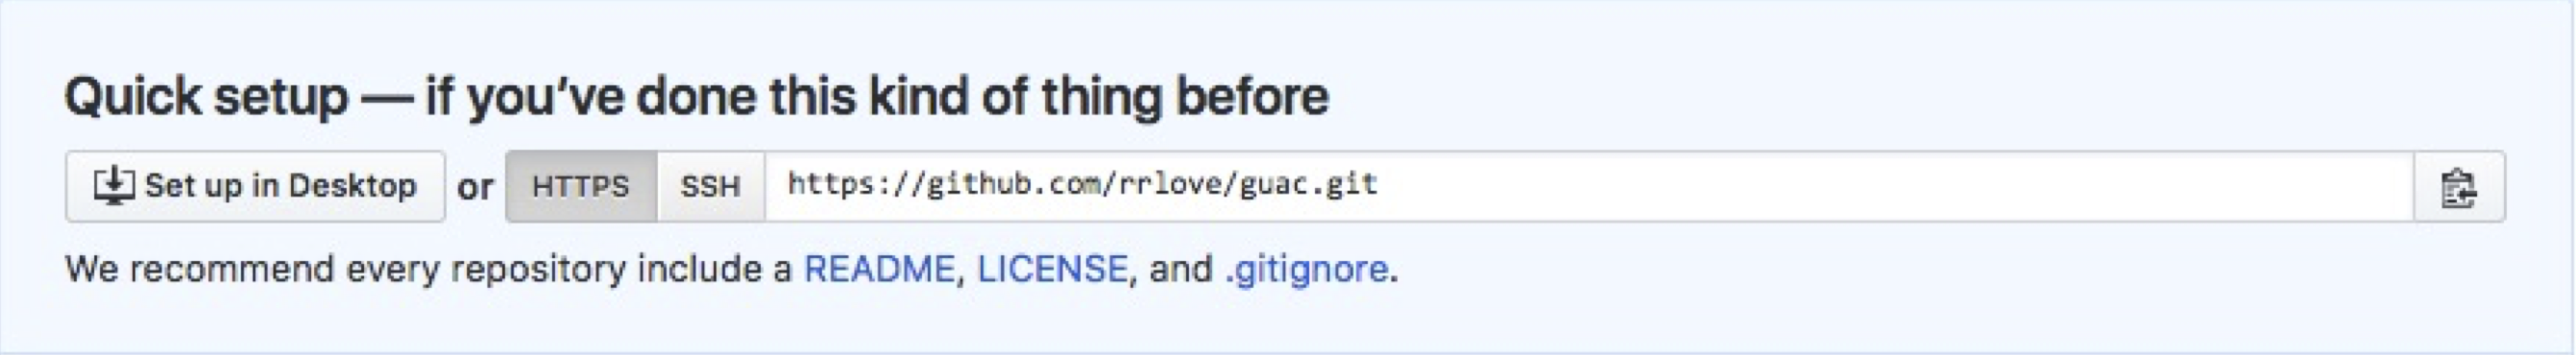 Quick setup — if you’ve done this kind of thing before
Set up in Desktop or HTTPS SSH https://github.com/rrlove/guac.git
We recommend every repository include a README, LICENSE, and .gitignore.